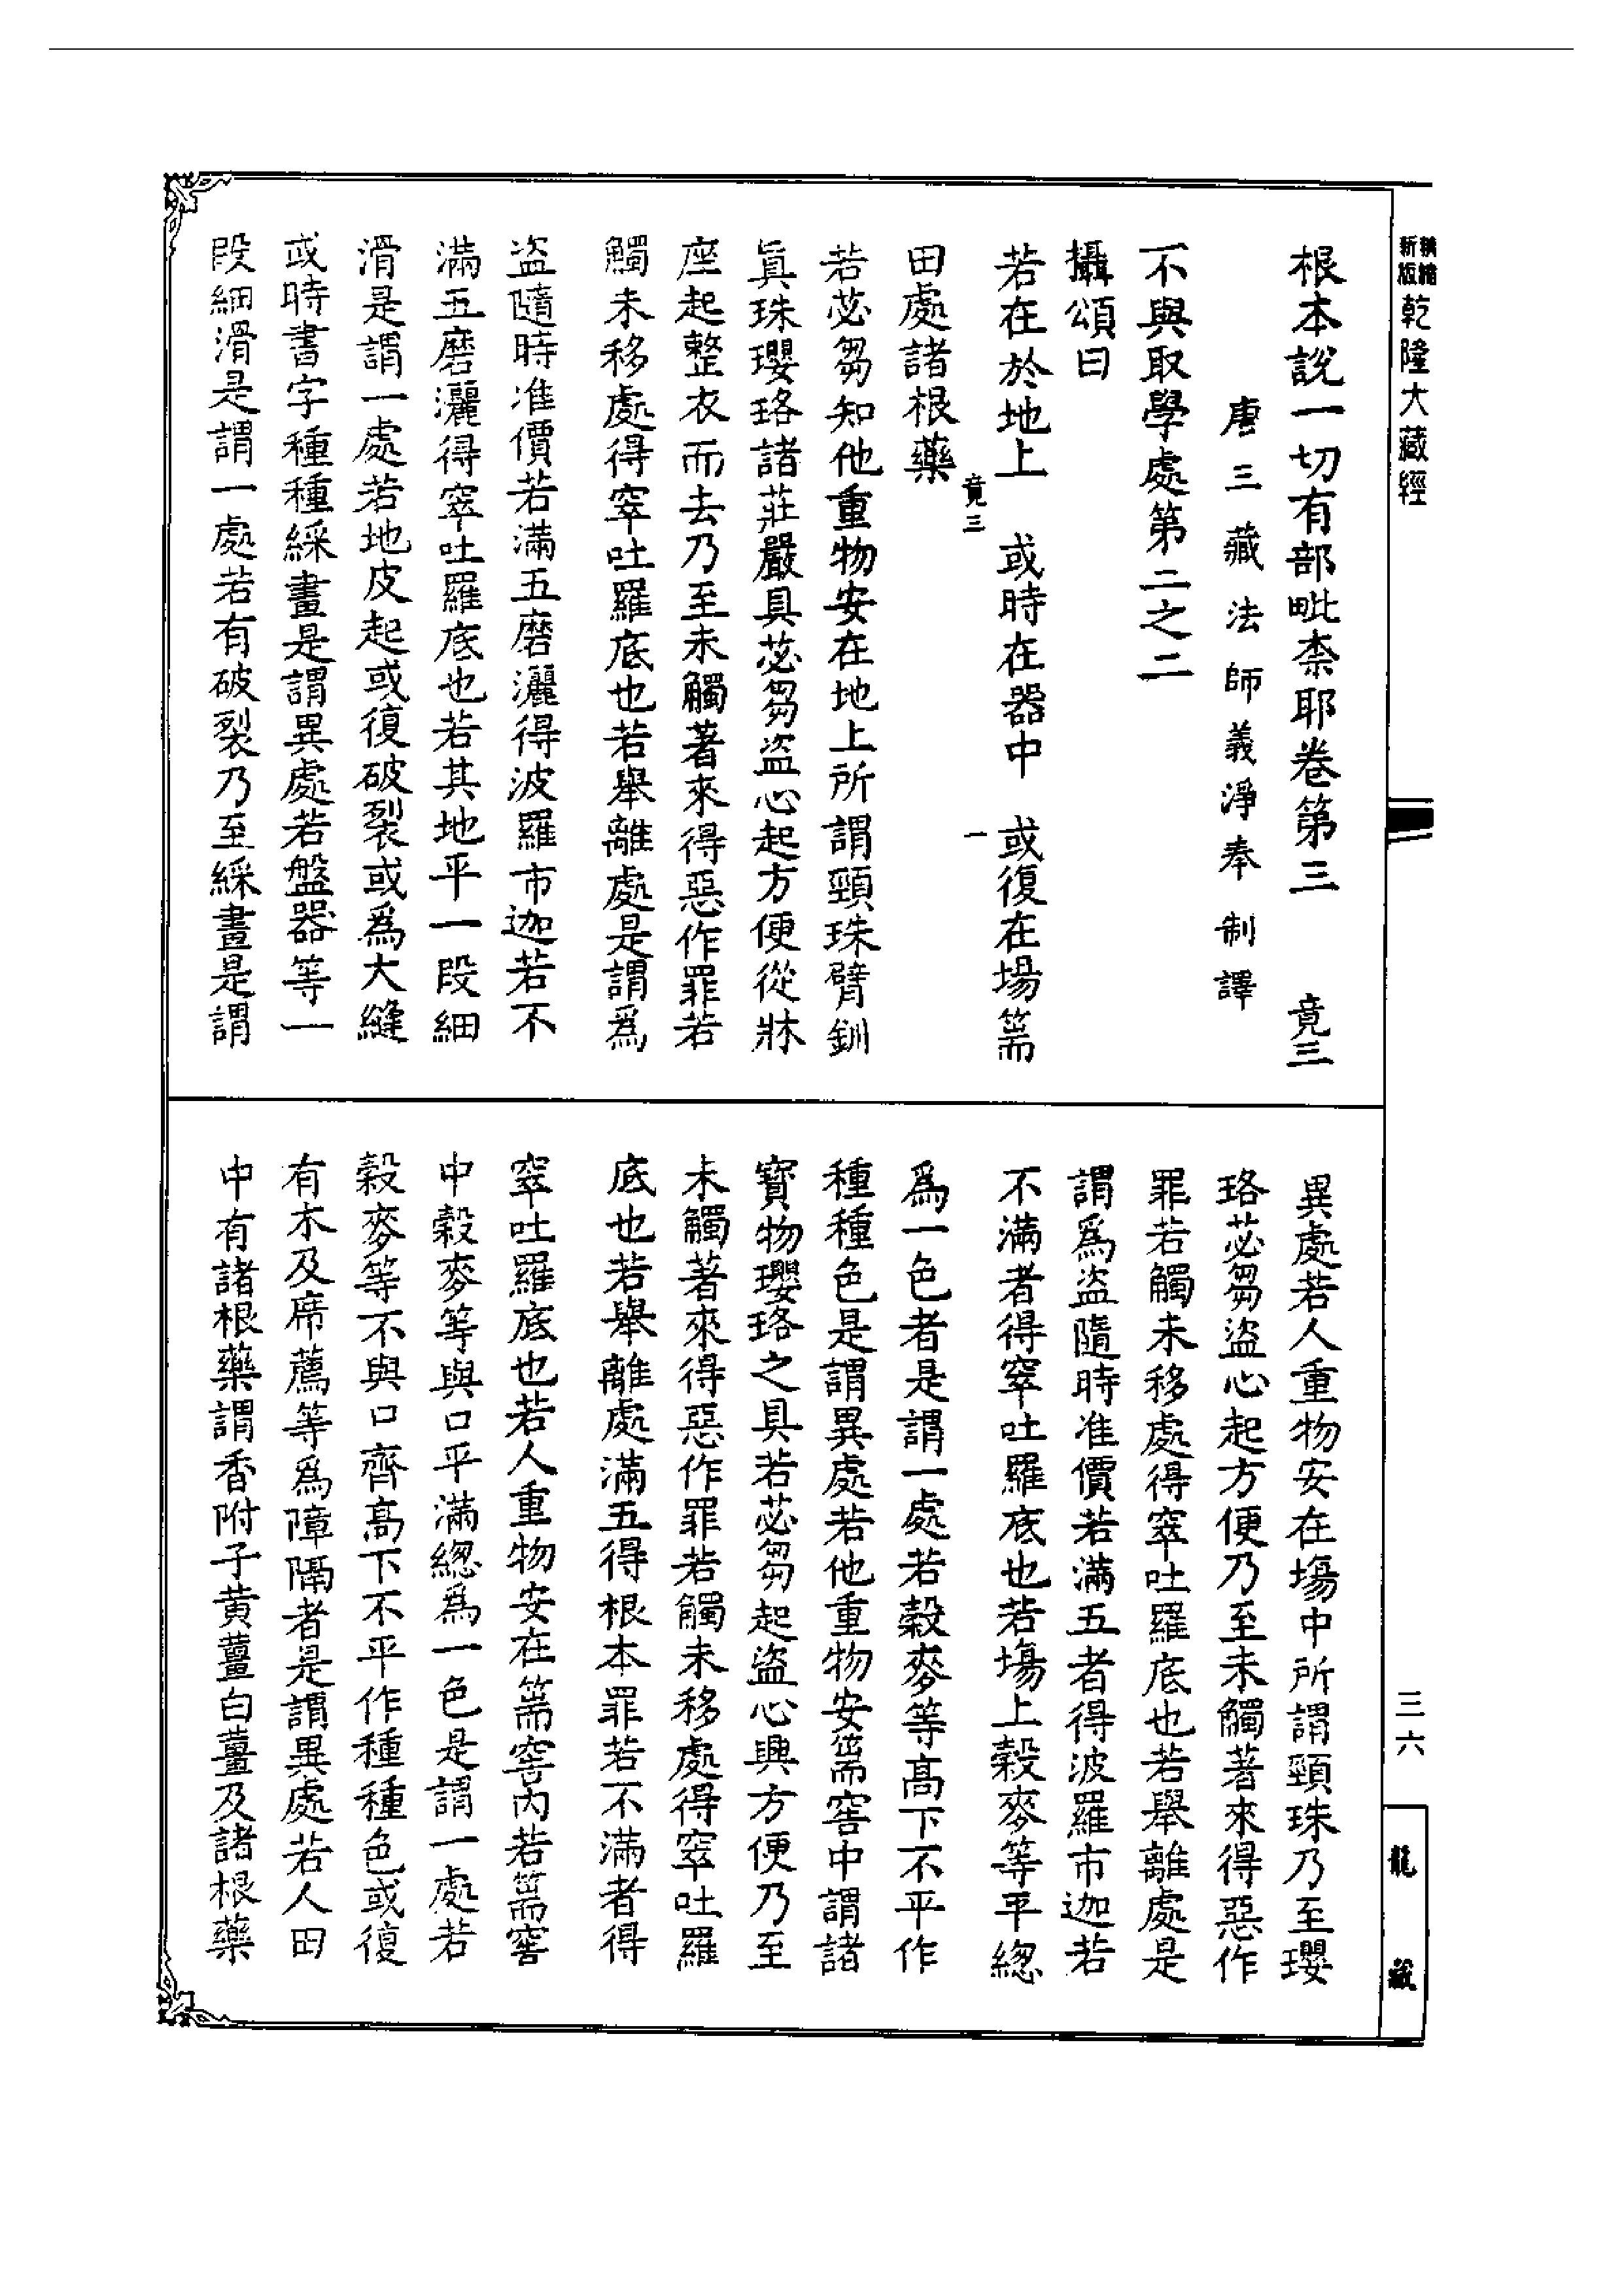 精縮
新版
乾隆大藏經
三六
龍藏
根本說一切有部毗柰耶卷第三 竟三
唐三藏法師義淨奉 制譯
不與取學處第二之二
攝頌曰
若在於地上 或時在器中 或復在場篅
竟三 一
田處諸根藥
若苾芻知他重物安在地上所謂頸珠臂釧
真珠瓔珞諸莊嚴具苾芻盜心起方便從牀
座起整衣而去乃至未觸著來得惡作罪若
觸未移處得窣吐羅底也若舉離處是謂爲
盜隨時准價若滿五磨灑得波羅市迦若不
滿五磨灑得窣吐羅底也若其地平一段細
滑是謂一處若地皮起或復破裂或爲大縫
或時書字種種綵畫是謂異處若盤器等一
段細滑是謂一處若有破裂乃至綵畫是謂
異處若人重物安在場中所謂頸珠乃至瓔
珞苾芻盜心起方便乃至未觸著來得惡作
罪若觸未移處得窣吐羅底也若舉離處是
謂爲盜隨時准價若滿五者得波羅市迦若
不滿者得窣吐羅底也若場上穀麥等平總
爲一色者是謂一處若穀麥等高下不平作
種種色是謂異處若他重物安篅窖中謂諸
寶物瓔珞之具若苾芻起盜心興方便乃至
未觸著來得惡作罪若觸未移處得窣吐羅
底也若舉離處滿五得根本罪若不滿者得
窣吐羅底也若人重物安在篅窖內若篅窖
中穀麥等與口平滿總為一色是謂一處若
穀麥等不與口齊高下不平作種種色或復
有木及席薦等爲障隔者是謂異處若人田
中有諸根藥謂香附子黄薑白薑及諸根藥